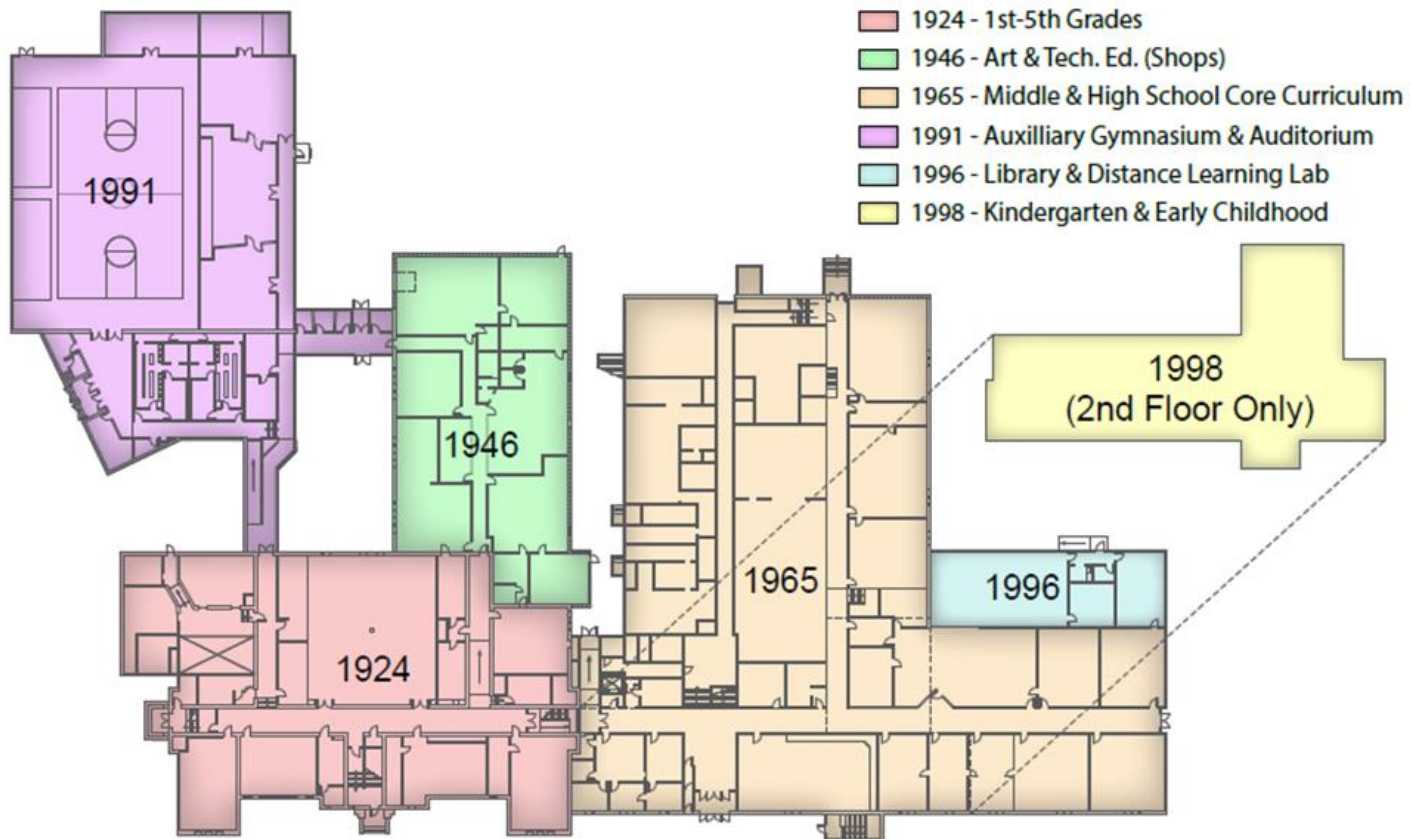 1924 - 1st-5th Grades
1946 - Art & Tech. Ed. (Shops)
1965 - Middle & High School Core Curriculum
1991 - Auxilliary Gymnasium & Auditorium
1996 - Library & Distance Learning Lab
1998 - Kindergarten & Early Childhood
1991
1998
(2nd Floor Only)
1946
1965
1996
1924